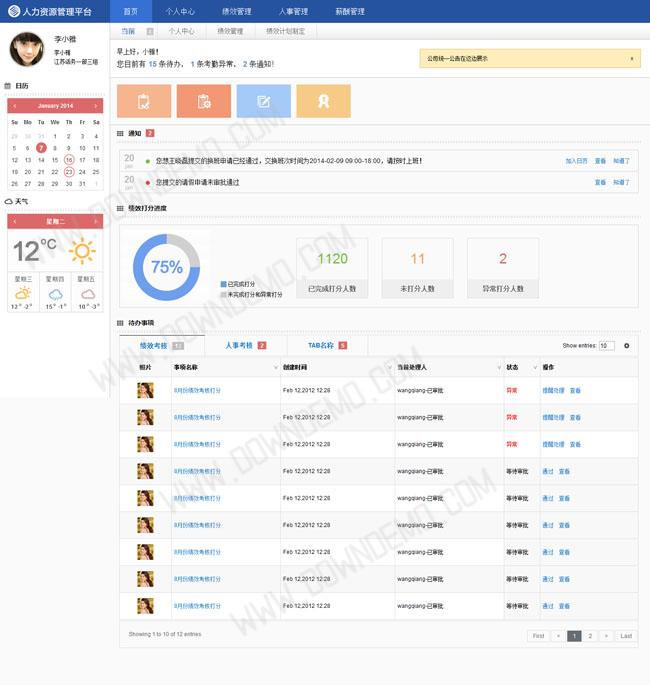 人力资源管理平台 首页 个人中心 绩效管理 人事管理 薪酬管理
当前 个人中心 绩效管理 绩效计划制定
李小雅
李小雅
江苏话务一部三组
早上好，小雅！
您目前有 15 条待办， 1 条考勤异常， 2 条通知！
公司统一公告在这边展示 x
日历
January 2014
Su Mo Tu We Th Fr Sa
29 30 31 1 2 3 4
5 6 7 8 9 10 11
12 13 14 15 16 17 18
19 20 21 22 23 24 25
26 27 28 29 30 31 1
天气
星期二
12°C
星期三 星期四 星期五
12° -2° 15° -1° 10° -3°
通知 2
20 您想王晓磊提交的换班申请已经通过，交换班次时间为2014-02-09 09:00-18:00，请按时上班！ 加入日历 查看 知道了
jan
20 您提交的请假申请未审批通过 查看 知道了
jan
绩效打分进度
75%
已完成打分
未完成打分和异常打分
1120 11 2
已完成打分人数 未打分人数 异常打分人数
待办事项
绩效考核 人事考核 2 TAB名称 5 Show entries: 10
照片 事项名称 创建时间 当前处理人 状态 操作
8月份绩效考核打分 Feb 12,2012 12:28 wangqiang-已审批 异常 提醒处理 查看
8月份绩效考核打分 Feb 12,2012 12:28 wangqiang-已审批 异常 提醒处理 查看
8月份绩效考核打分 Feb 12,2012 12:28 wangqiang-已审批 异常 提醒处理 查看
8月份绩效考核打分 Feb 12,2012 12:28 wangqiang-已审批 等待审批 通过 查看
8月份绩效考核打分 Feb 12,2012 12:28 wangqiang-已审批 等待审批 通过 查看
8月份绩效考核打分 Feb 12,2012 12:28 wangqiang-已审批 等待审批 通过 查看
8月份绩效考核打分 Feb 12,2012 12:28 wangqiang-已审批 等待审批 通过 查看
8月份绩效考核打分 Feb 12,2012 12:28 wangqiang-已审批 等待审批 通过 查看
8月份绩效考核打分 Feb 12,2012 12:28 wangqiang-已审批 等待审批 通过 查看
Showing 1 to 10 of 12 entries First « 1 2 » Last
WWW.DOWNDEMO.COM
WWW.DOWNDEMO.COM
WWW.DOWNDEMO.COM
WWW.DOWNDEMO.COM